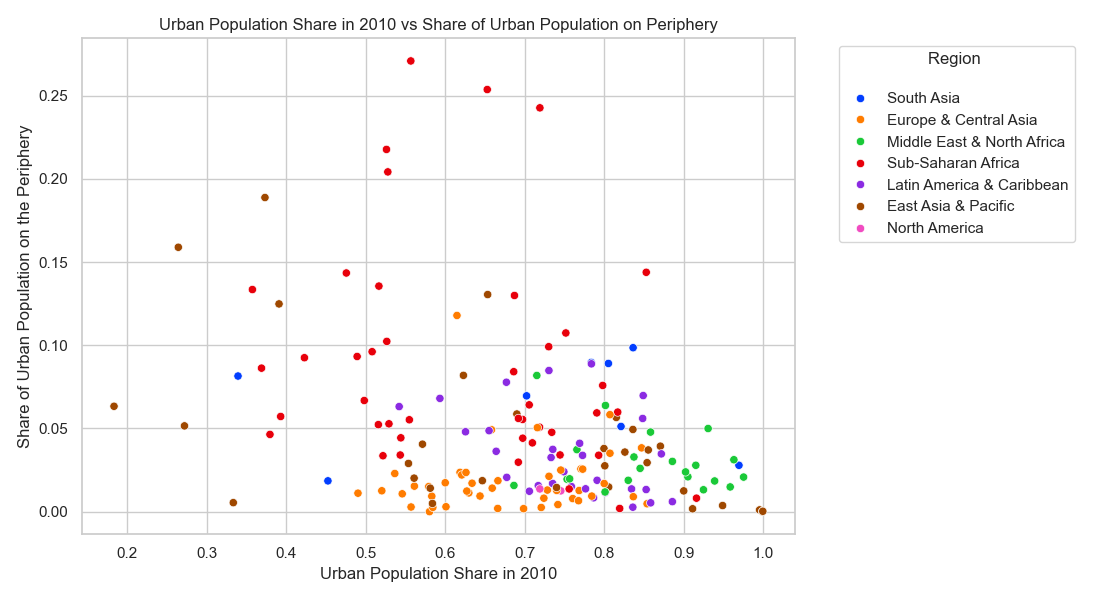 Urban Population Share in 2010 vs Share of Urban Population on Periphery
Share of Urban Population on the Periphery
0.25
0.20
0.15
0.10
0.05
0.00
0.2 0.3 0.4 0.5 0.6 0.7 0.8 0.9 1.0
Urban Population Share in 2010
Region
South Asia
Europe & Central Asia
Middle East & North Africa
Sub-Saharan Africa
Latin America & Caribbean
East Asia & Pacific
North America